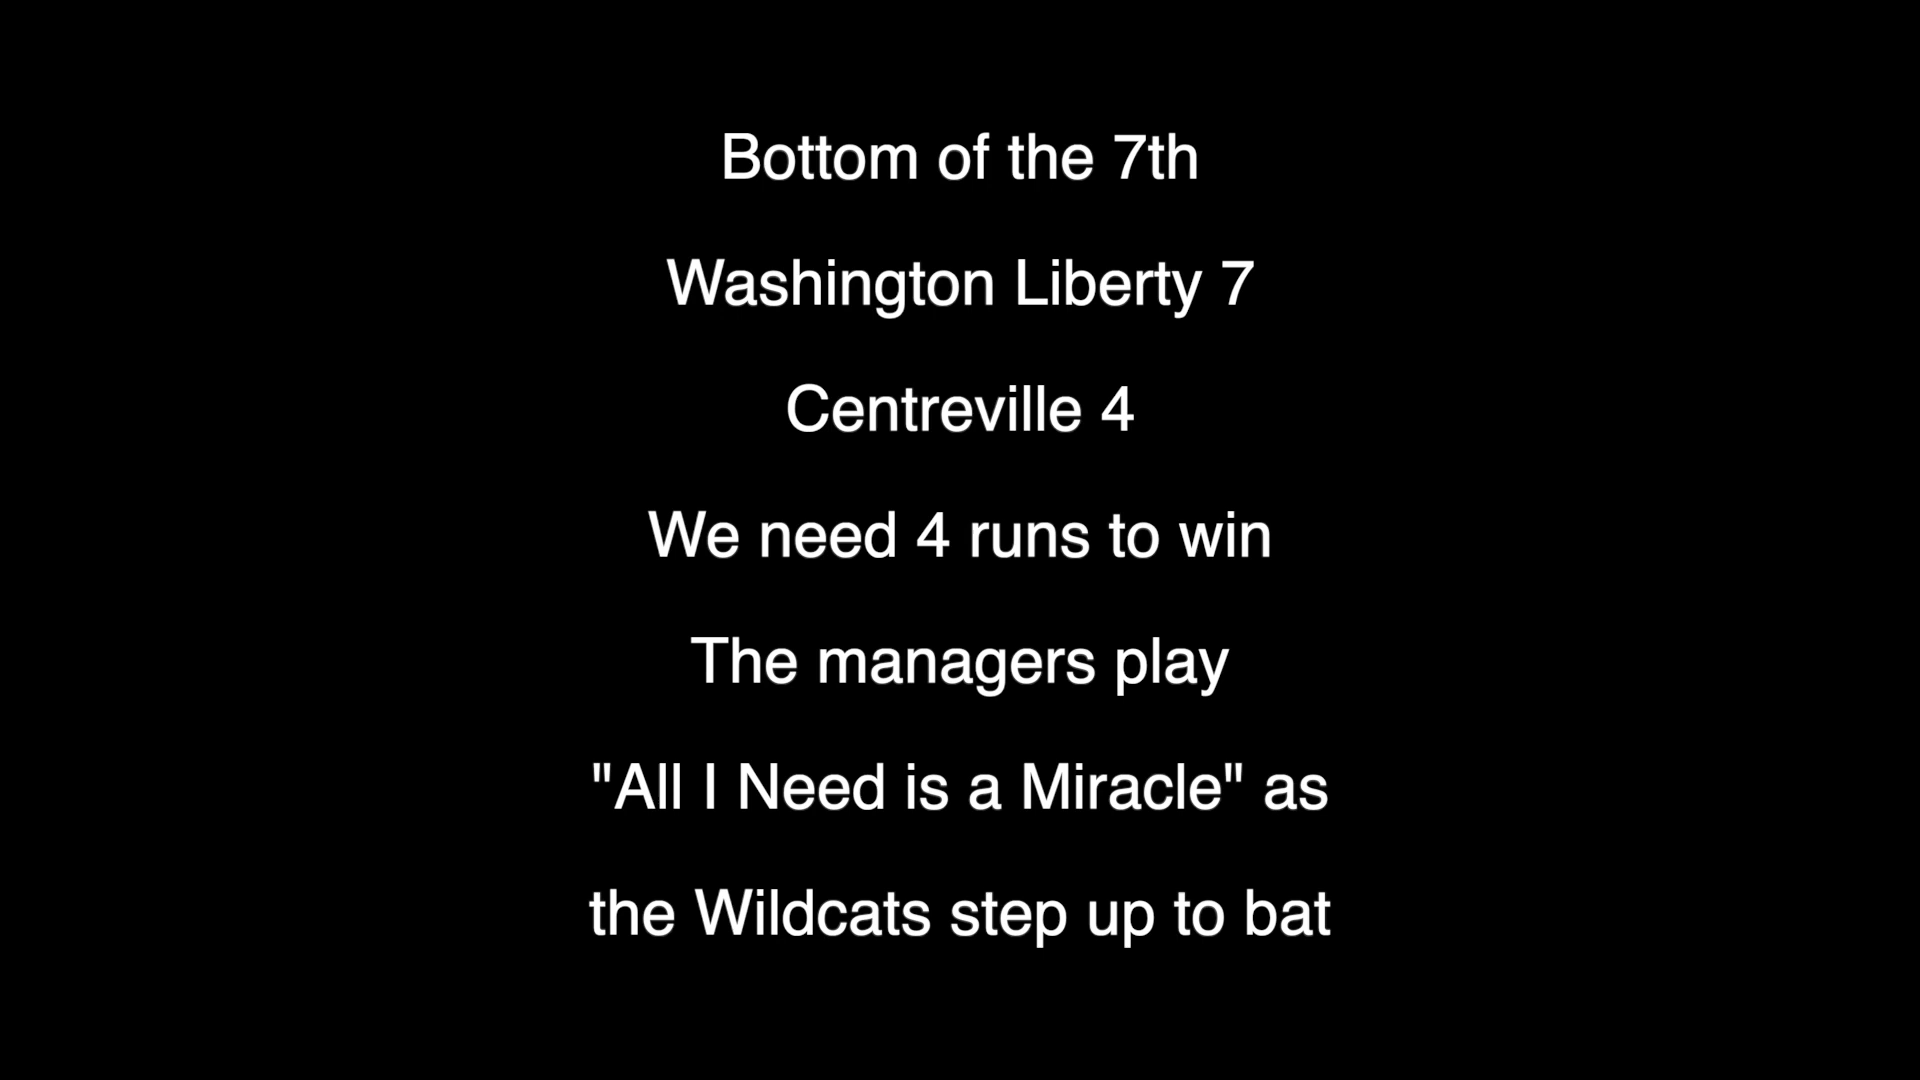 Bottom of the 7th
Washington Liberty 7
Centreville 4
We need 4 runs to win
The managers play
"All I Need is a Miracle" as
the Wildcats step up to bat